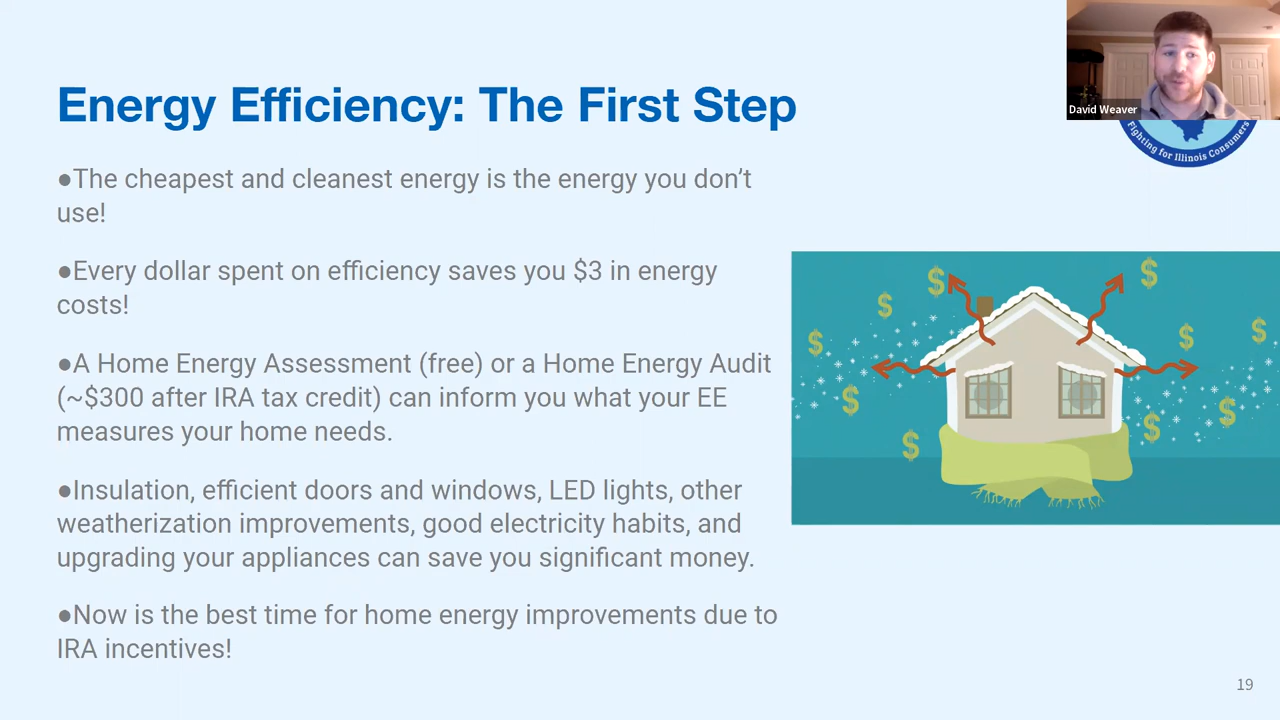 David Weaver
Fighting for Illinois Consumers
Energy Efficiency: The First Step
●The cheapest and cleanest energy is the energy you don’t
use!
●Every dollar spent on efficiency saves you $3 in energy
costs!
●A Home Energy Assessment (free) or a Home Energy Audit
(~$300 after IRA tax credit) can inform you what your EE
measures your home needs.
●Insulation, efficient doors and windows, LED lights, other
weatherization improvements, good electricity habits, and
upgrading your appliances can save you significant money.
●Now is the best time for home energy improvements due to
IRA incentives!
$
$
$
$
$
$
$
$
$
$
19